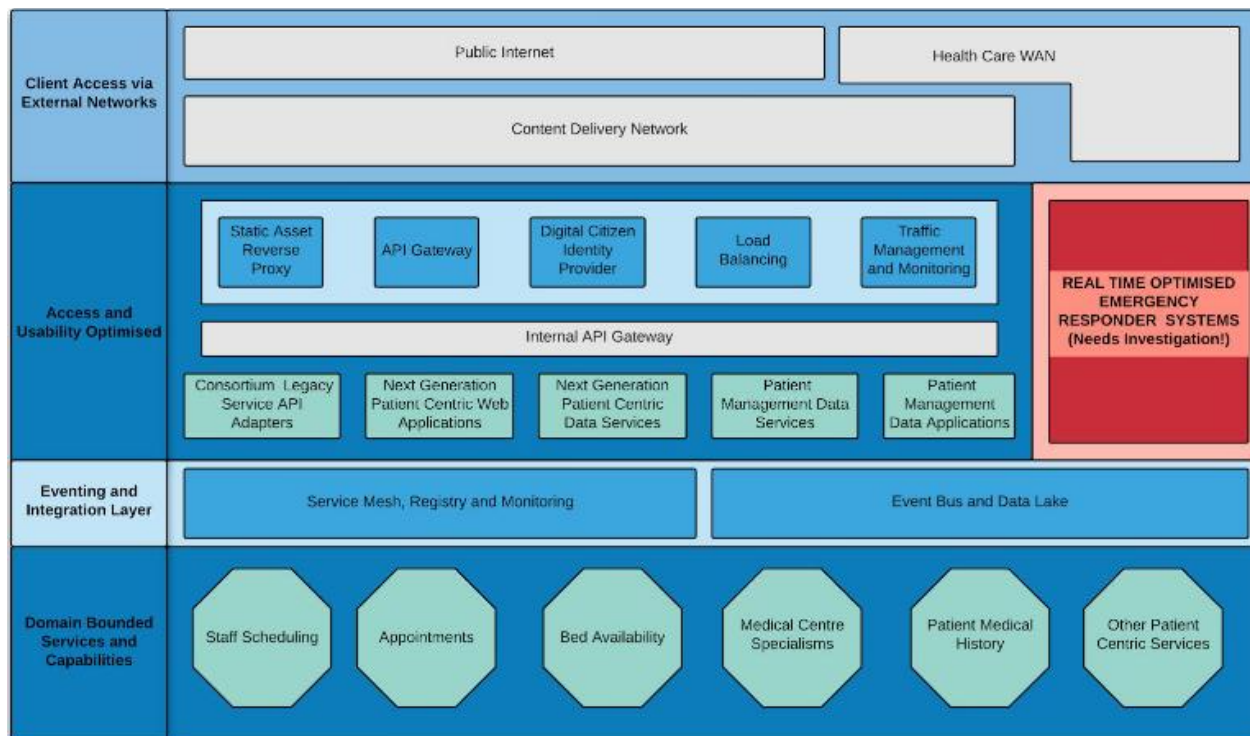 Client Access via
External Networks
Public Internet
Health Care WAN
Content Delivery Network
Access and
Usability Optimised
Static Asset
Reverse
Proxy
API Gateway
Digital Citizen
Identity
Provider
Load
Balancing
Traffic
Management
and Monitoring
Internal API Gateway
Consortium Legacy
Service API
Adapters
Next Generation
Patient Centric Web
Applications
Next Generation
Patient Centric
Data Services
Patient
Management Data
Services
Patient
Management
Data Applications
REAL TIME OPTIMISED
EMERGENCY
RESPONDER SYSTEMS
(Needs Investigation!)
Eventing and
Integration Layer
Service Mesh, Registry and Monitoring
Event Bus and Data Lake
Domain Bounded
Services and
Capabilities
Staff Scheduling
Appointments
Bed Availability
Medical Centre
Specialisms
Patient Medical
History
Other Patient
Centric Services